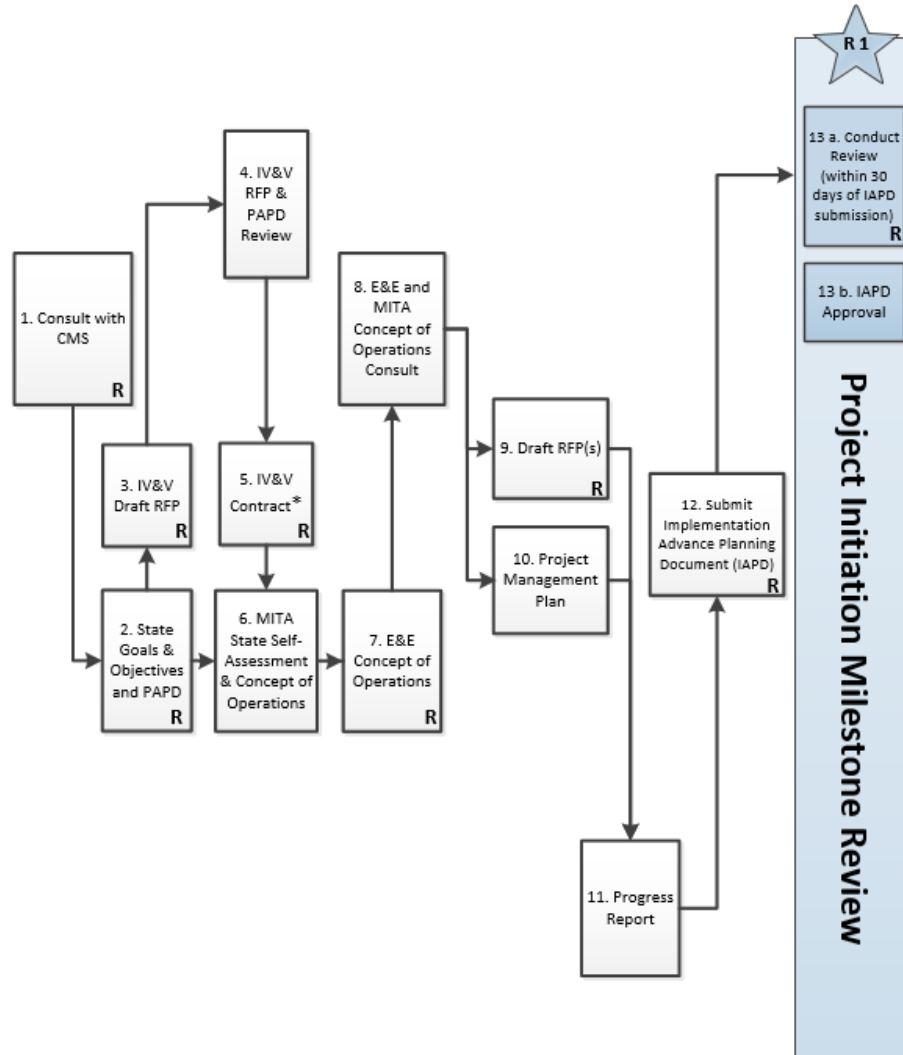 1. Consult with
CMS
R
2. State
Goals &
Objectives
and PAPD
R
3. IV&V
Draft RFP
R
4. IV&V
RFP &
PAPD
Review
5. IV&V
Contract*
R
6. MITA
State Self-
Assessment
& Concept of
Operations
7. E&E
Concept of
Operations
R
8. E&E and
MITA
Concept of
Operations
Consult
9. Draft RFP(s)
R
10. Project
Management
Plan
11. Progress
Report
12. Submit
Implementation
Advance Planning
Document (IAPD)
R
R 1
13 a. Conduct
Review
(within 30
days of IAPD
submission)
R
13 b. IAPD
Approval
Project Initiation Milestone Review